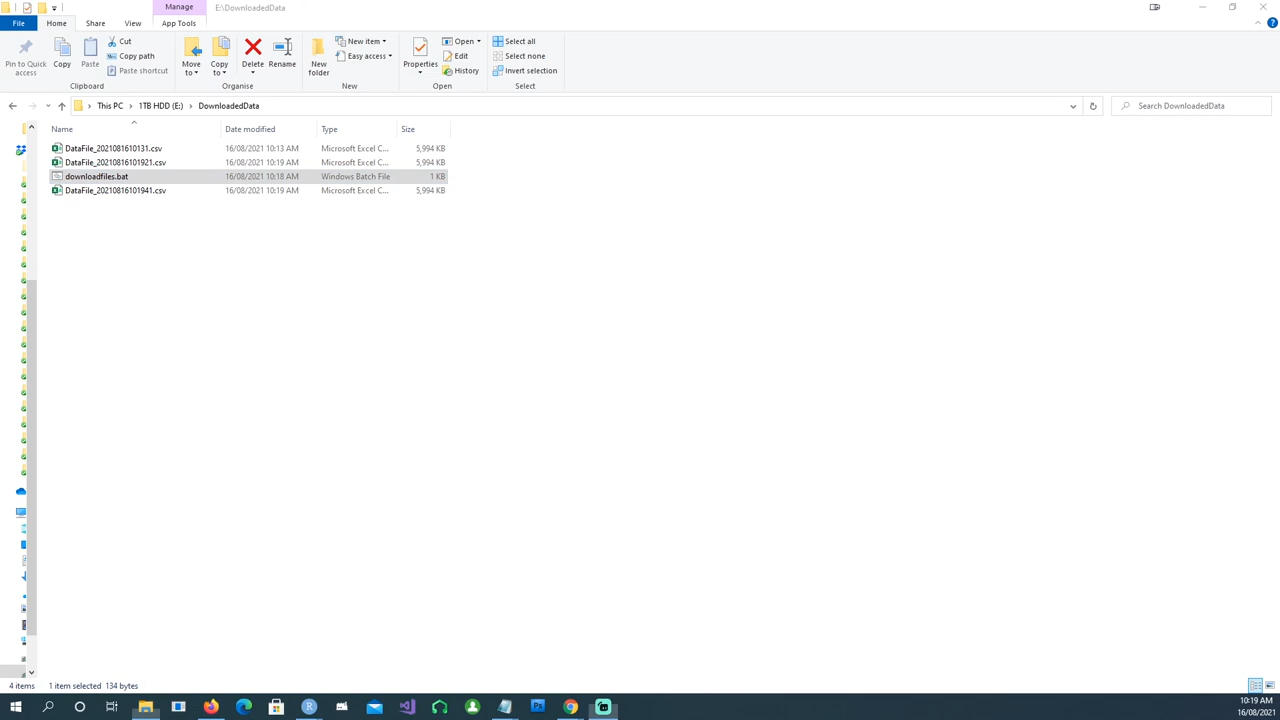 Manage E:\DownloadedData
File Home Share View App Tools
Pin to Quick access
Copy
Paste
Cut
Copy path
Paste shortcut
Clipboard
Move to
Copy to
Delete
Rename
Organise
New folder
New item
Easy access
New
Properties
Open
Edit
History
Open
Select all
Select none
Invert selection
Select
This PC 1TB HDD (E:) DownloadedData
Search DownloadedData
Name Date modified Type Size
DataFile_2021081610131.csv 16/08/2021 10:13 AM Microsoft Excel C... 5,994 KB
DataFile_20210816101921.csv 16/08/2021 10:19 AM Microsoft Excel C... 5,994 KB
downloadfiles.bat 16/08/2021 10:18 AM Windows Batch File 1 KB
DataFile_20210816101941.csv 16/08/2021 10:19 AM Microsoft Excel C... 5,994 KB
4 items 1 item selected 134 bytes
10:19 AM
16/08/2021